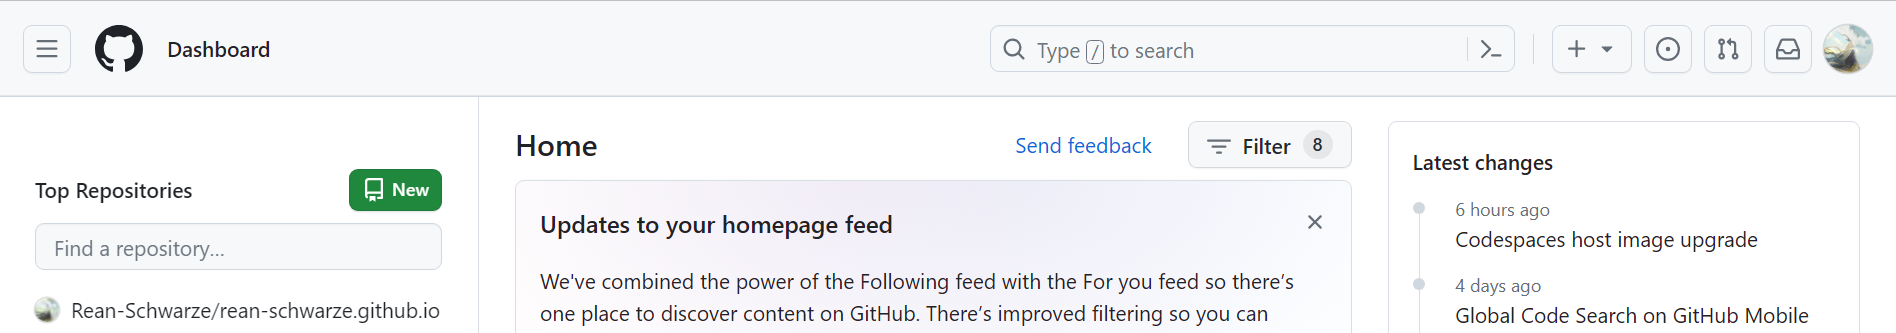 Dashboard
Type / to search
Top Repositories
New
Find a repository...
Rean-Schwarze/rean-schwarze.github.io
Home
Send feedback
Filter 8
Updates to your homepage feed
We've combined the power of the Following feed with the For you feed so there's
one place to discover content on GitHub. There's improved filtering so you can
Latest changes
6 hours ago
Codespaces host image upgrade
4 days ago
Global Code Search on GitHub Mobile